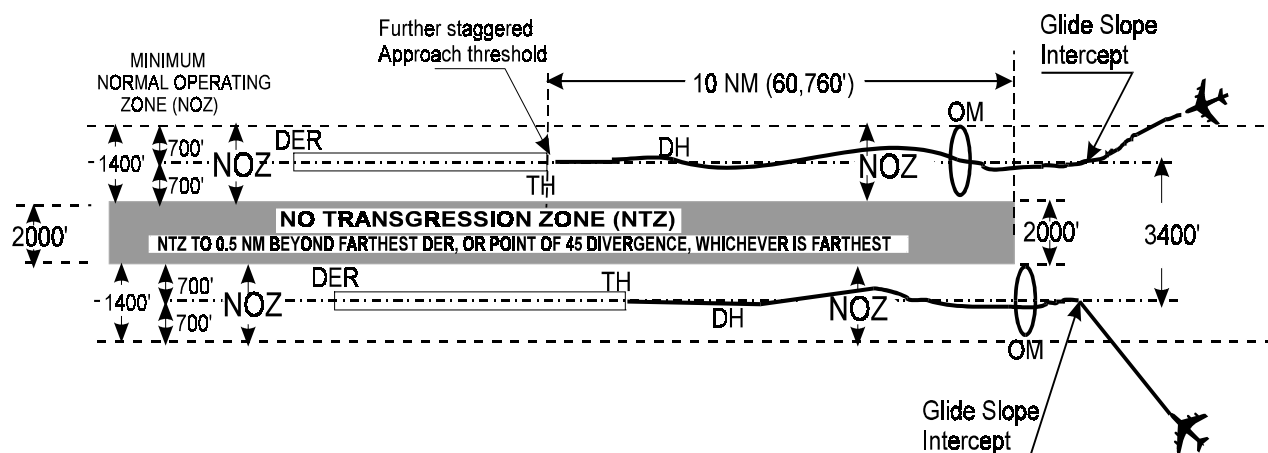 Further staggered
Approach threshold
Glide Slope
Intercept
MINIMUM
NORMAL OPERATING
ZONE (NOZ)
10 NM (60,760')
OM
1400'
700'
700'
NOZ
DER
TH
DH
NOZ
2000'
NO TRANSGRESSION ZONE (NTZ)
NTZ TO 0.5 NM BEYOND FARTHEST DER, OR POINT OF 45 DIVERGENCE, WHICHEVER IS FARTHEST
2000'
3400'
1400'
700'
700'
NOZ
DER
TH
DH
NOZ
OM
Glide Slope
Intercept